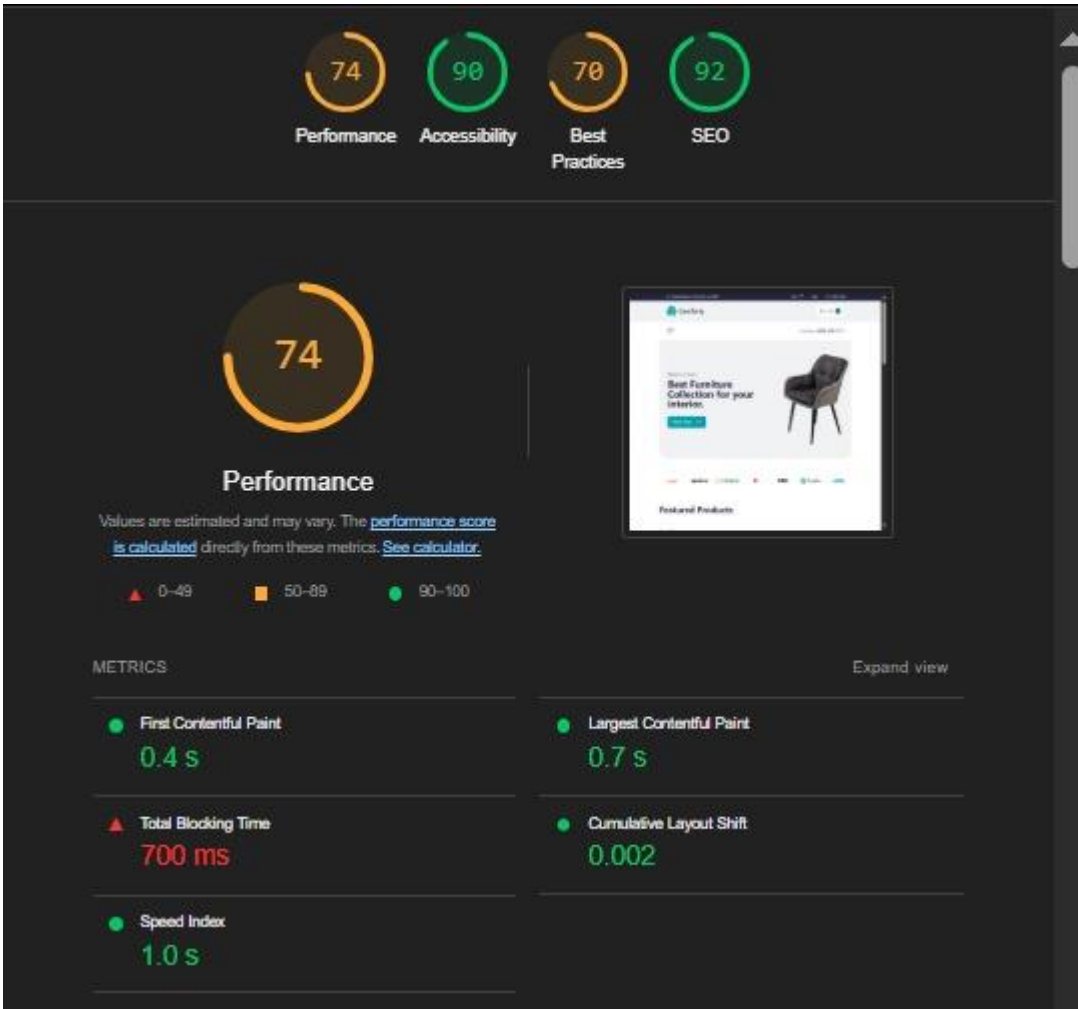 74
90
70
92
Performance
Accessibility
Best
Practices
SEO
74
Performance
Values are estimated and may vary. The performance score
is calculated directly from these metrics. See calculator.
0–49
50–89
90–100
Best Furniture
Collection for your
interior.
Featured Products
METRICS
Expand view
First Contentful Paint
0.4 s
Largest Contentful Paint
0.7 s
Total Blocking Time
700 ms
Cumulative Layout Shift
0.002
Speed Index
1.0 s